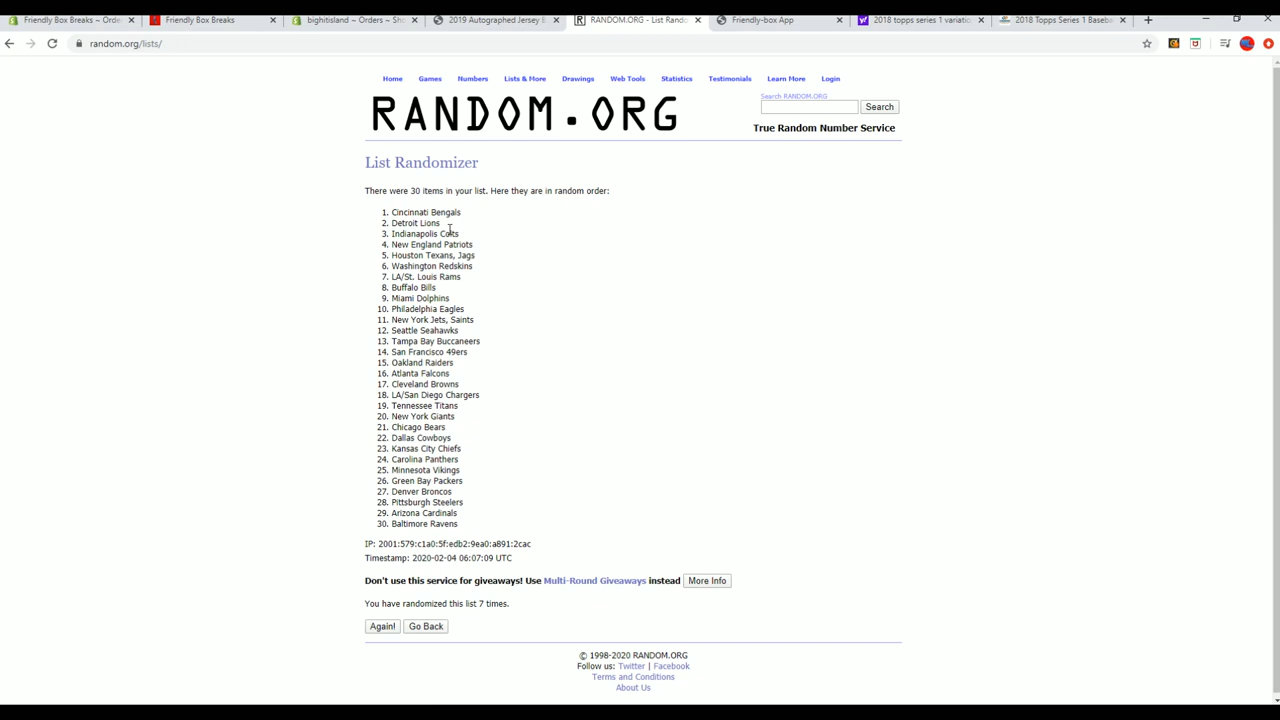 Friendly Box Breaks ~ Orde
Friendly Box Breaks
bighitisland ~ Orders ~ Sho
2019 Autographed Jersey B
RANDOM.ORG - List Rando
Friendly-box App
2018 topps series 1 variatio
2018 Topps Series 1 Baseba
random.org/lists/
Home Games Numbers Lists & More Drawings Web Tools Statistics Testimonials Learn More Login
RANDOM.ORG
Search RANDOM.ORG
Search
True Random Number Service
List Randomizer
There were 30 items in your list. Here they are in random order:
1. Cincinnati Bengals
2. Detroit Lions
3. Indianapolis Colts
4. New England Patriots
5. Houston Texans, Jags
6. Washington Redskins
7. LA/St. Louis Rams
8. Buffalo Bills
9. Miami Dolphins
10. Philadelphia Eagles
11. New York Jets, Saints
12. Seattle Seahawks
13. Tampa Bay Buccaneers
14. San Francisco 49ers
15. Oakland Raiders
16. Atlanta Falcons
17. Cleveland Browns
18. LA/San Diego Chargers
19. Tennessee Titans
20. New York Giants
21. Chicago Bears
22. Dallas Cowboys
23. Kansas City Chiefs
24. Carolina Panthers
25. Minnesota Vikings
26. Green Bay Packers
27. Denver Broncos
28. Pittsburgh Steelers
29. Arizona Cardinals
30. Baltimore Ravens
IP: 2001:579:c1a0:5f:edb2:9ea0:a891:2cac
Timestamp: 2020-02-04 06:07:09 UTC
Don't use this service for giveaways! Use Multi-Round Giveaways instead More Info
You have randomized this list 7 times.
Again! Go Back
© 1998-2020 RANDOM.ORG
Follow us: Twitter | Facebook
Terms and Conditions
About Us